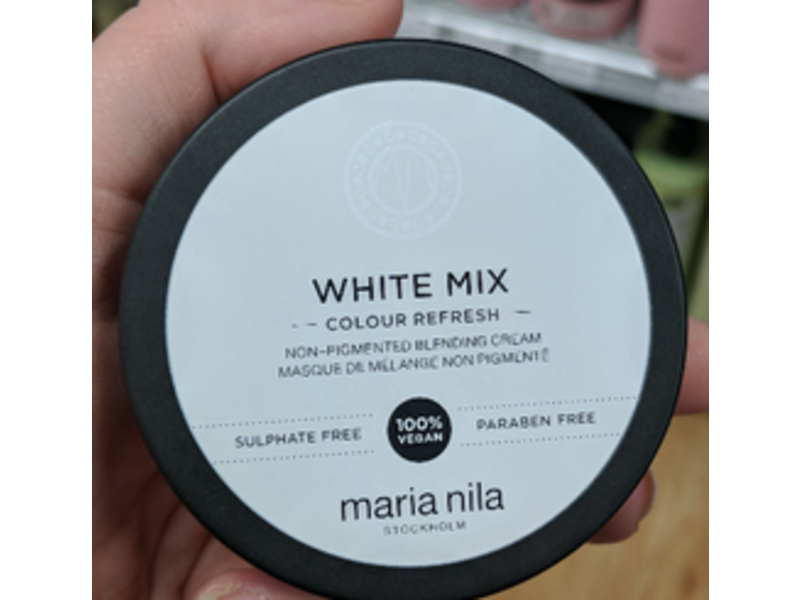 WHITE MIX
COLOUR REFRESH
NON-PIGMENTED BLENDING CREAM
MASQUE DE MÉLANGE NON PIGMENTÉ
SULPHATE FREE
100%
VEGAN
PARABEN FREE
maria nila
STOCKHOLM